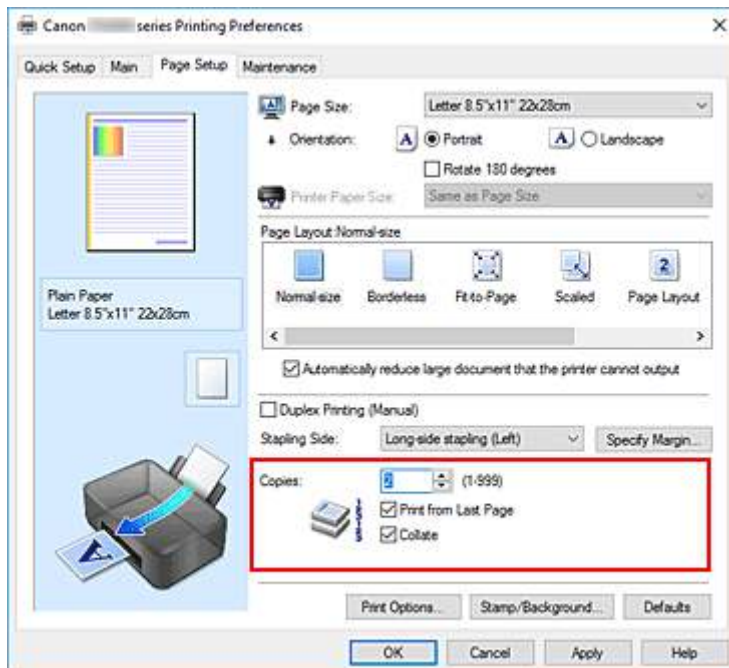 Canon series Printing Preferences
Quick Setup Main Page Setup Maintenance
Page Size: Letter 8.5"x11" 22x28cm
Orientation: A Portrait A Landscape
Rotate 180 degrees
Printer Paper Size: Same as Page Size
Page Layout:Normal-size
Normal-size Borderless Fit-to-Page Scaled 2 Page Layout
Plain Paper
Letter 8.5"x11" 22x28cm
Automatically reduce large document that the printer cannot output
Duplex Printing (Manual)
Stapling Side: Long-side stapling (Left) Specify Margin...
Copies: 2 (1-999)
Print from Last Page
Collate
A
Print Options... Stamp/Background... Defaults
OK Cancel Apply Help